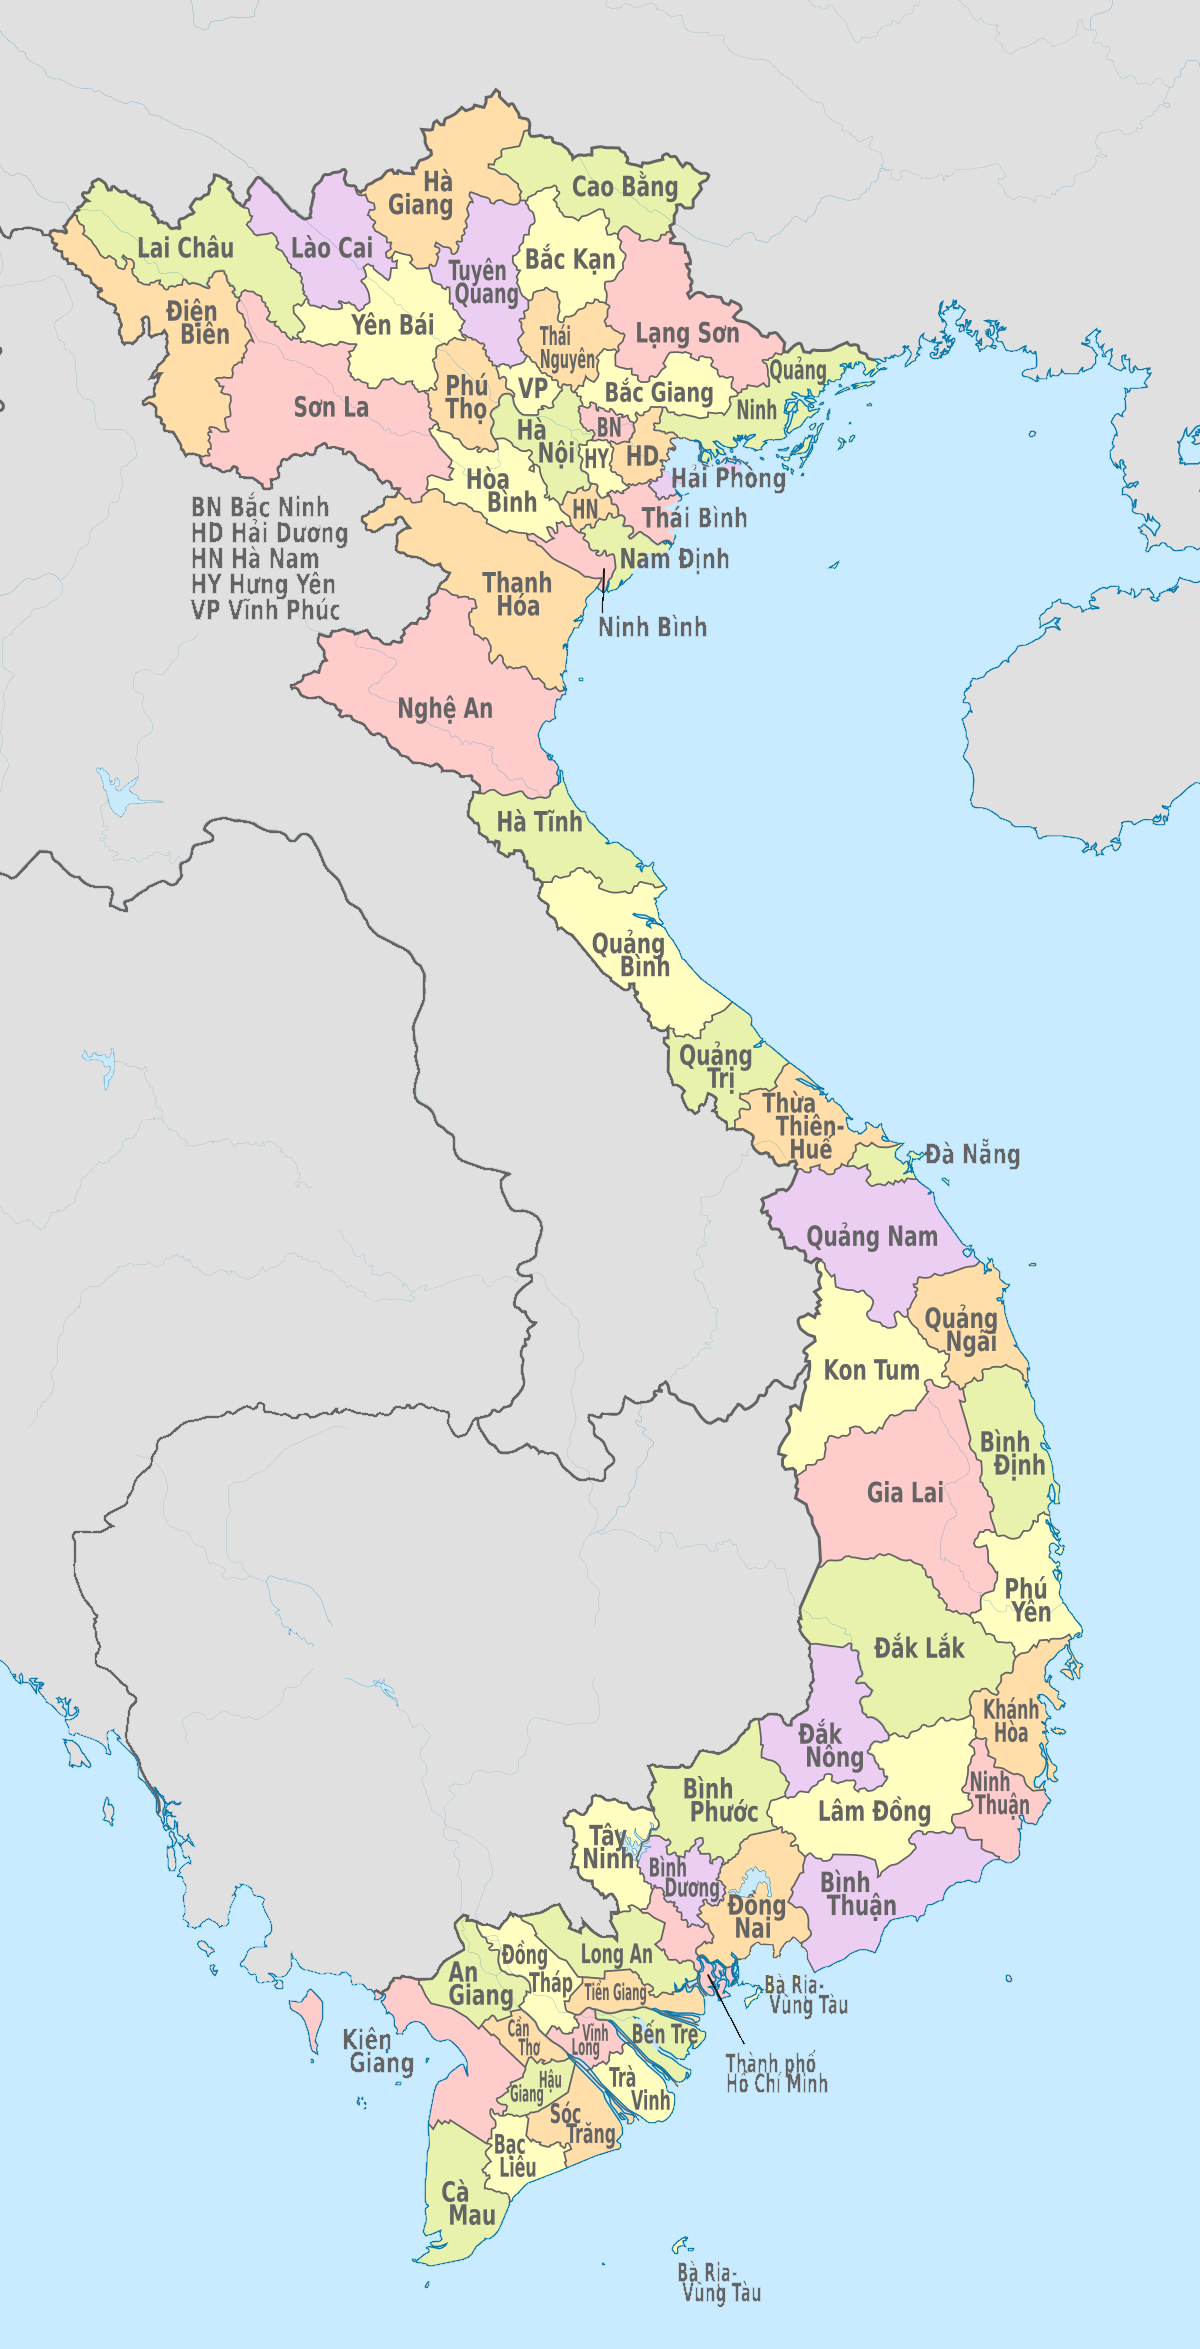 Hà
Giang
Cao Bằng
Lai Châu
Lào Cai
Bắc Kạn
Tuyên
Quang
Điện
Biên
Yên Bái
Thái
Nguyên
Lạng Sơn
Quảng
Ninh
Sơn La
Phú
Thọ
VP
Bắc Giang
Hà
Nội
BN
HY
HD
Hải Phòng
Hòa
Bình
HN
Thái Bình
BN Bắc Ninh
HD Hải Dương
HN Hà Nam
HY Hưng Yên
VP Vĩnh Phúc
Nam Định
Thanh
Hóa
Ninh Bình
Nghệ An
Hà Tĩnh
Quảng
Bình
Quảng
Trị
Thừa
Thiên-
Huế
Đà Nẵng
Quảng Nam
Quảng
Ngãi
Kon Tum
Bình
Định
Gia Lai
Phú
Yên
Đắk Lắk
Khánh
Hòa
Đắk
Nông
Ninh
Thuận
Bình
Phước
Lâm Đồng
Tây
Ninh
Bình
Dương
Bình
Thuận
Đồng
Nai
Đồng
Tháp
Long An
An
Giang
Tiền Giang
Bà Rịa-
Vũng Tàu
Kiên
Giang
Cần
Thơ
Vĩnh
Long
Bến Tre
Thành phố
Hồ Chí Minh
Hậu
Giang
Trà
Vinh
Sóc
Trăng
Bạc
Liêu
Cà
Mau
Bà Rịa-
Vũng Tàu